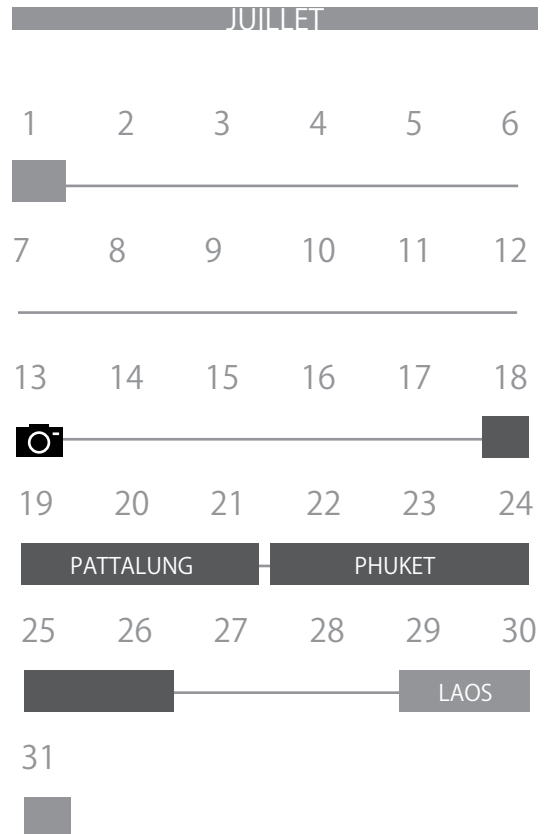 JUILLET
1 2 3 4 5 6
7 8 9 10 11 12
13 14 15 16 17 18
19 20 21 22 23 24
PATTALUNG PHUKET
25 26 27 28 29 30
LAOS
31